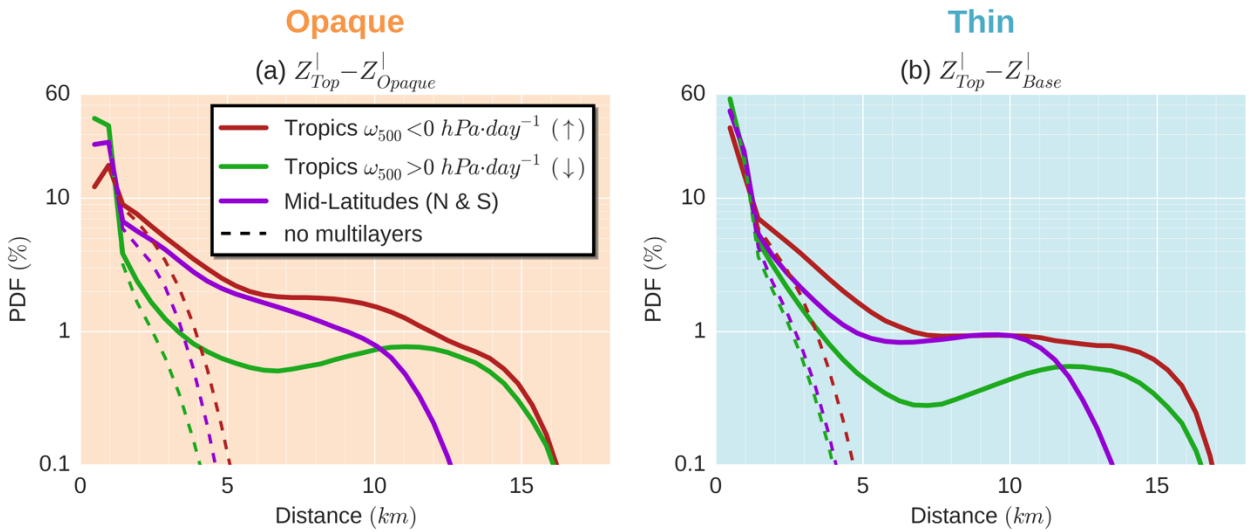 Opaque
Thin
(a) Z|Top−Z|Opaque
(b) Z|Top−Z|Base
60
10
1
0.1
PDF (%)
Tropics ω500<0 hPa·day−1 (↑)
Tropics ω500>0 hPa·day−1 (↓)
Mid-Latitudes (N & S)
no multilayers
0
5
10
15
Distance (km)
60
10
1
0.1
PDF (%)
0
5
10
15
Distance (km)